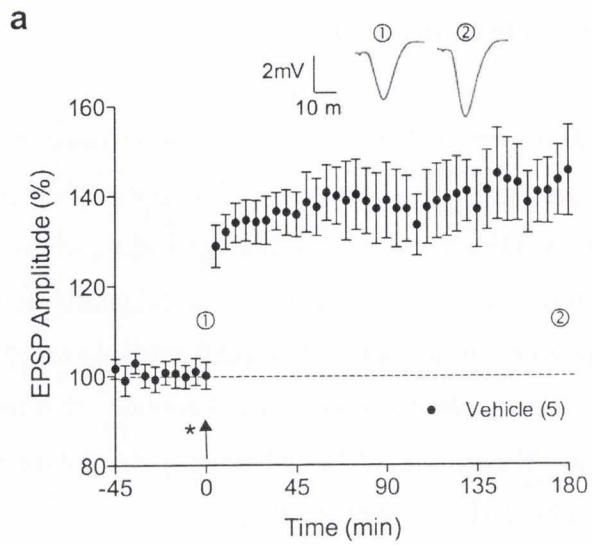 a
① ②
2mV
10 m
160
140
120
100
80
EPSP Amplitude (%)
① ②
Vehicle (5)
*
-45 0 45 90 135 180
Time (min)